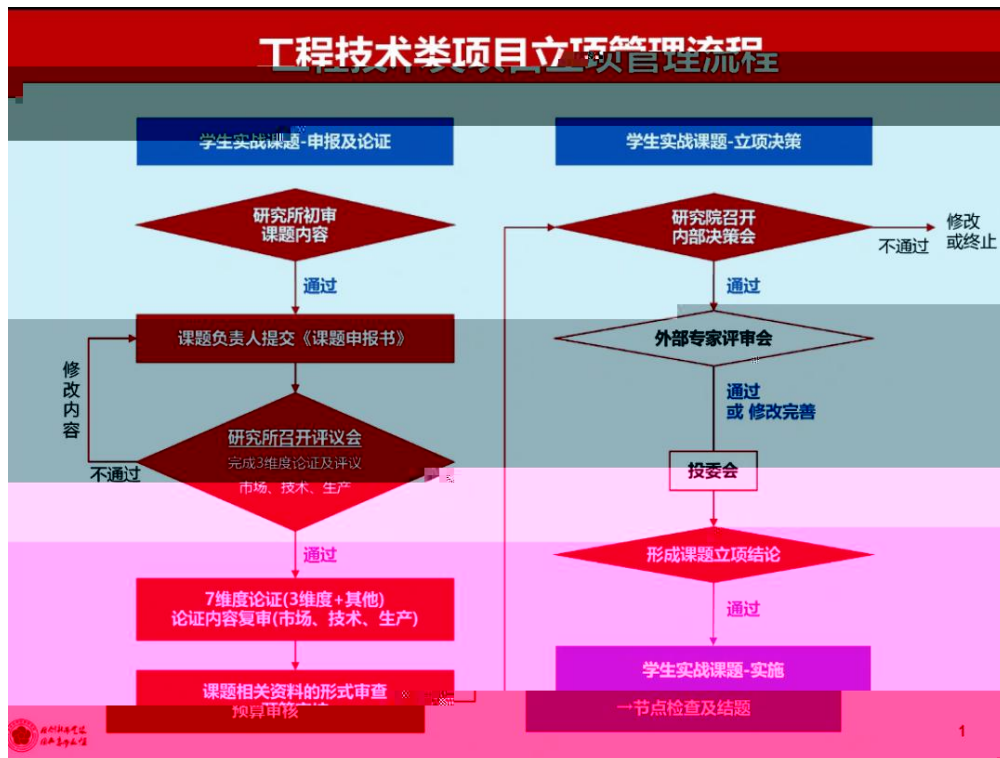 工程技术类项目立项管理流程
学生实战课题-申报及论证
研究所初审
课题内容
通过
课题负责人提交《课题申报书》
修改内容
研究所召开评议会
完成3维度论证及评议
市场、技术、生产
不通过
通过
7维度论证(3维度+其他)
论证内容复审(市场、技术、生产)
课题相关资料的形式审查
预算审核
学生实战课题-立项决策
研究院召开
内部决策会
不通过
修改
或终止
通过
外部专家评审会
通过
或 修改完善
投委会
形成课题立项结论
通过
学生实战课题-实施
→节点检查及结题
1